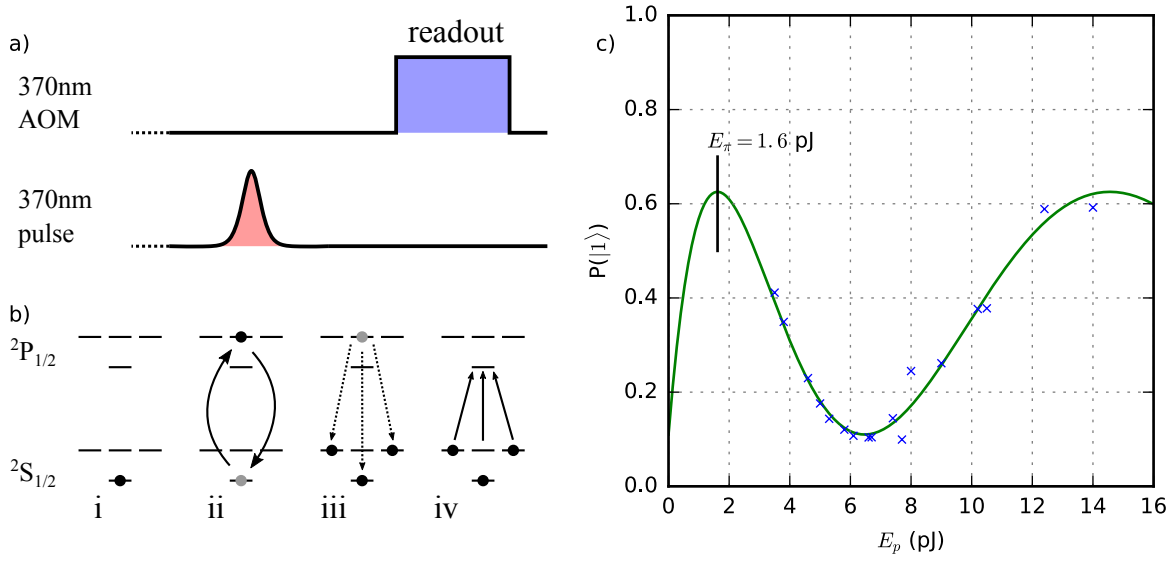 a)
readout
370nm
AOM
370nm
pulse
b)
²P₁/₂
²S₁/₂
i ii iii iv
c)
1.0
0.8
0.6
0.4
0.2
0.0
P(|1⟩)
E_π = 1.6 pJ
0 2 4 6 8 10 12 14 16
E_p (pJ)